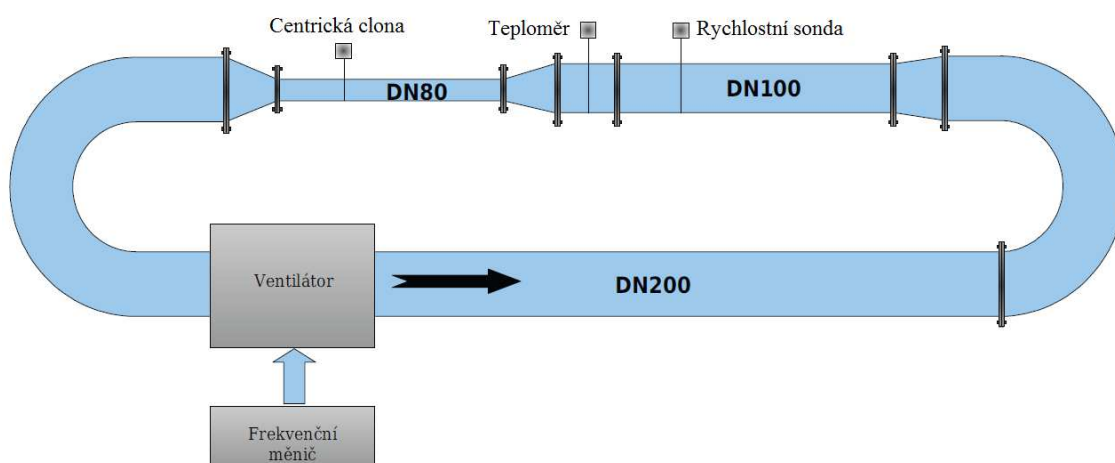 Centrická clona
Teploměr
Rychlostní sonda
DN80
DN100
Ventilátor
DN200
Frekvenční
měnič